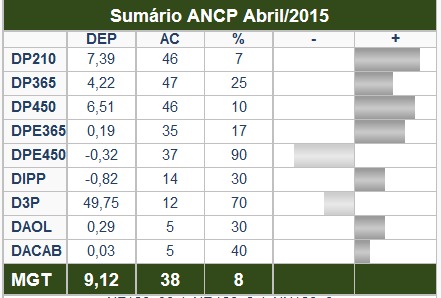 Sumário ANCP Abril/2015
DEP AC % - +
DP210 7,39 46 7
DP365 4,22 47 25
DP450 6,51 46 10
DPE365 0,19 35 17
DPE450 -0,32 37 90
DIPP -0,82 14 30
D3P 49,75 12 70
DAOL 0,29 5 30
DACAB 0,03 5 40
MGT 9,12 38 8